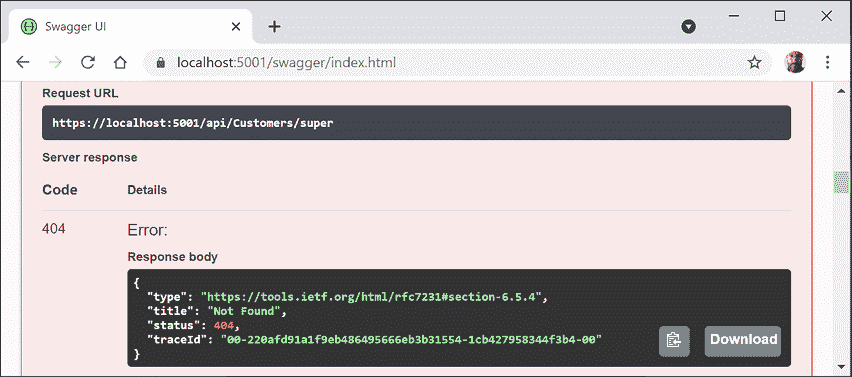 Swagger UI
localhost:5001/swagger/index.html
Request URL
https://localhost:5001/api/Customers/super
Server response
Code Details
404 Error:
Response body
{
"type": "https://tools.ietf.org/html/rfc7231#section-6.5.4",
"title": "Not Found",
"status": 404,
"traceId": "00-220afd91a1f9eb486495666eb3b31554-1cb427958344f3b4-00"
}
Download